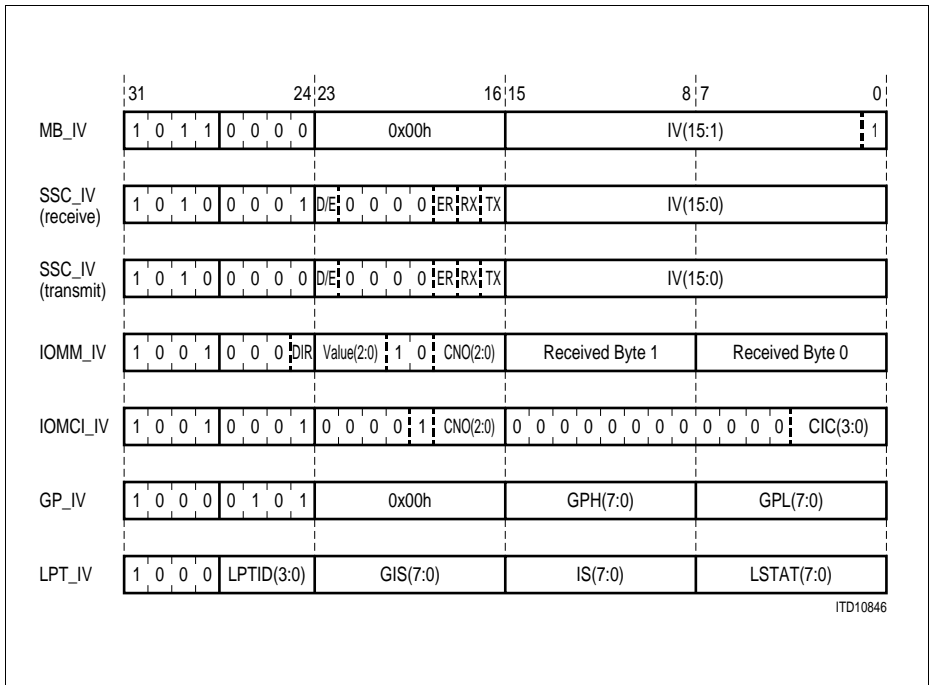 31 24 23 16 15 8 7 0
MB_IV 1 0 1 1 0 0 0 0 0x00h IV(15:1) 1
SSC_IV
(receive) 1 0 1 0 0 0 0 1 D/E 0 0 0 0 ER RX TX IV(15:0)
SSC_IV
(transmit) 1 0 1 0 0 0 0 0 D/E 0 0 0 0 ER RX TX IV(15:0)
IOMM_IV 1 0 0 1 0 0 0 DIR Value(2:0) 1 0 CNO(2:0) Received Byte 1 Received Byte 0
IOMCI_IV 1 0 0 1 0 0 0 1 0 0 0 0 1 CNO(2:0) 0 0 0 0 0 0 0 0 0 0 0 0 CIC(3:0)
GP_IV 1 0 0 0 0 1 0 1 0x00h GPH(7:0) GPL(7:0)
LPT_IV 1 0 0 0 LPTID(3:0) GIS(7:0) IS(7:0) LSTAT(7:0)
ITD10846